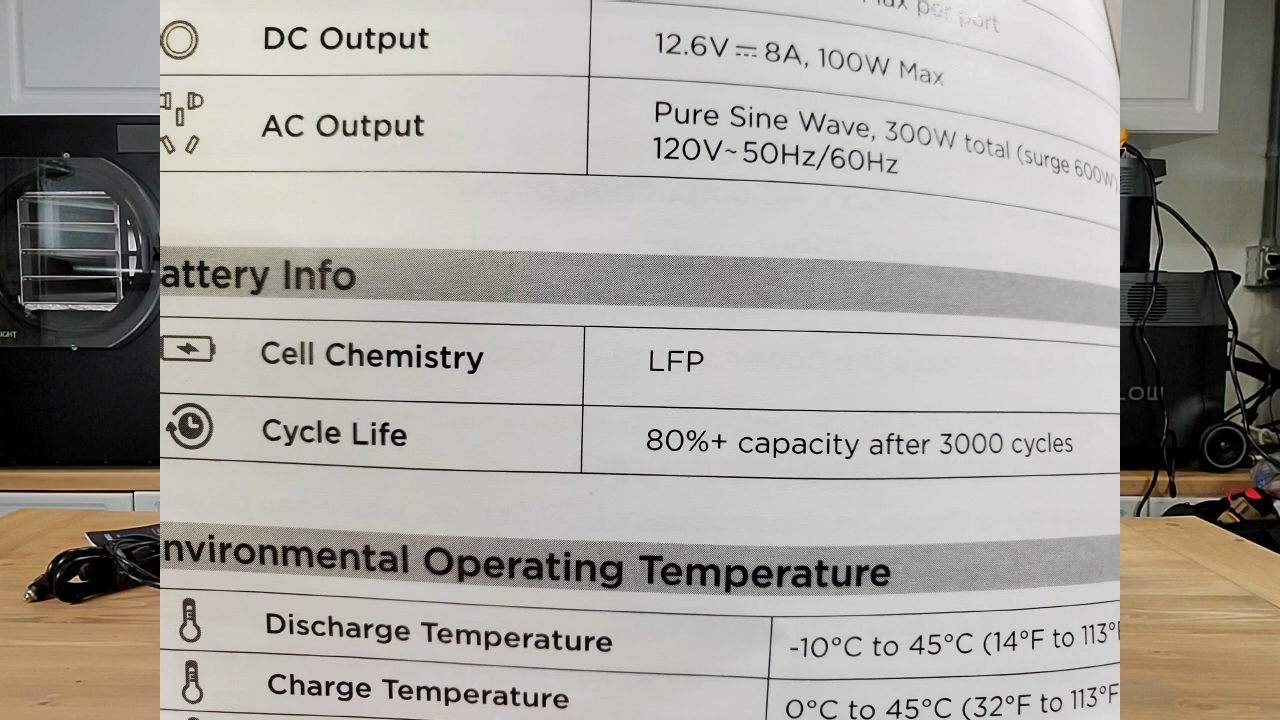 per port
DC Output
12.6V⎓8A, 100W Max
AC Output
Pure Sine Wave, 300W total (surge 600W)
120V~50Hz/60Hz
attery Info
Cell Chemistry
LFP
Cycle Life
80%+ capacity after 3000 cycles
nvironmental Operating Temperature
Discharge Temperature
-10°C to 45°C (14°F to 113°F
Charge Temperature
0°C to 45°C (32°F to 113°F